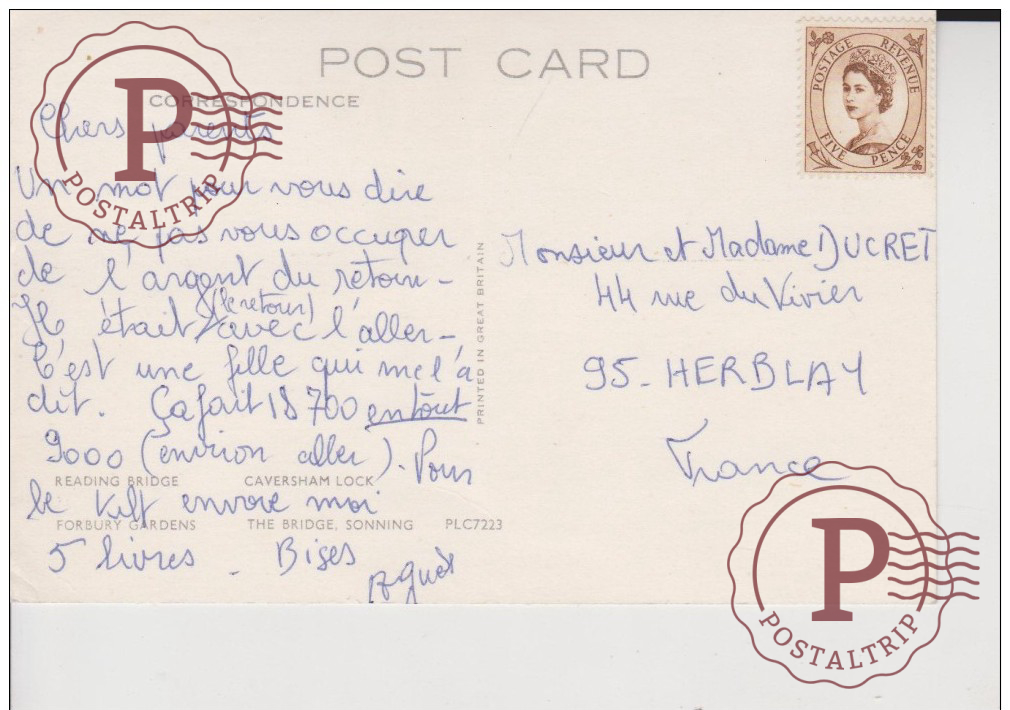 POST CARD
CORRESPONDENCE
Chers parents
Un mot pour vous dire
de ne pas vous occuper
de l'argent du retour -
Il était (le retour) avec l'aller -
C'est une fille qui me l'a
dit. Ça fait 18 700 en tout
9000 (environ aller). Pour
le kilt envoie moi
5 livres - Bises
Agnès
READING BRIDGE CAVERSHAM LOCK
FORBURY GARDENS THE BRIDGE, SONNING PLC7223
PRINTED IN GREAT BRITAIN
POSTAGE REVENUE
FIVE PENCE
Monsieur et Madame DUCRET
44 rue du Vivier
95 - HERBLAY
France
P
POSTALTRIP
P
POSTALTRIP